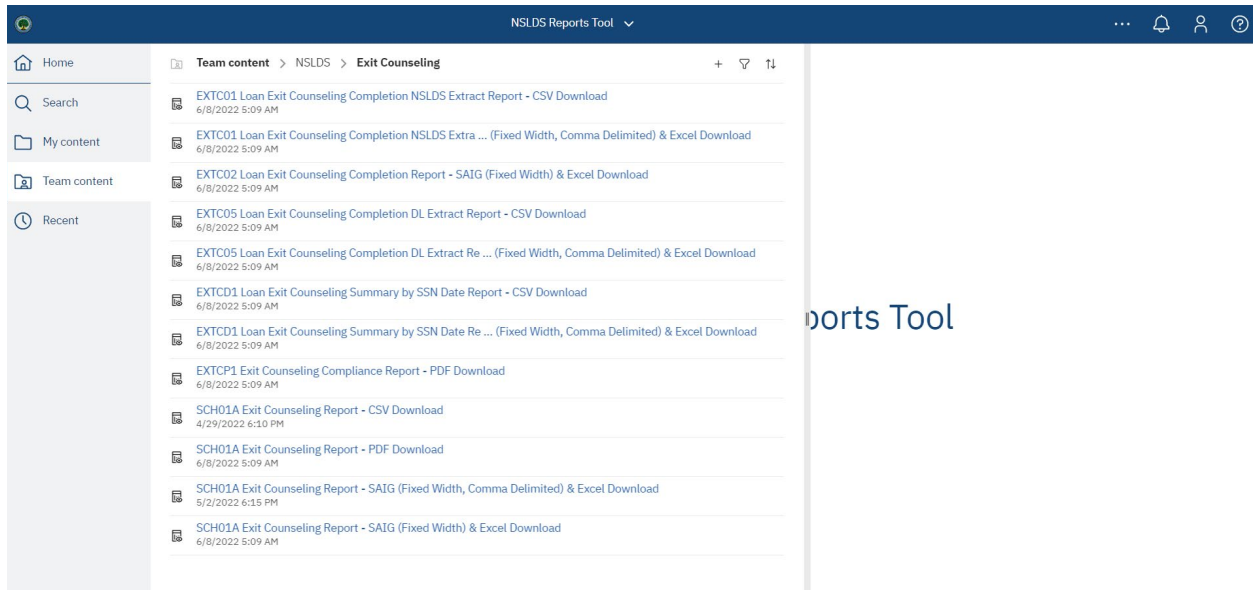 NSLDS Reports Tool
Home
Search
My content
Team content
Recent
Team content > NSLDS > Exit Counseling
EXTC01 Loan Exit Counseling Completion NSLDS Extract Report - CSV Download
6/8/2022 5:09 AM
EXTC01 Loan Exit Counseling Completion NSLDS Extra ... (Fixed Width, Comma Delimited) & Excel Download
6/8/2022 5:09 AM
EXTC02 Loan Exit Counseling Completion Report - SAIG (Fixed Width) & Excel Download
6/8/2022 5:09 AM
EXTC05 Loan Exit Counseling Completion DL Extract Report - CSV Download
6/8/2022 5:09 AM
EXTC05 Loan Exit Counseling Completion DL Extract Re ... (Fixed Width, Comma Delimited) & Excel Download
6/8/2022 5:09 AM
EXTCD1 Loan Exit Counseling Summary by SSN Date Report - CSV Download
6/8/2022 5:09 AM
EXTCD1 Loan Exit Counseling Summary by SSN Date Re ... (Fixed Width, Comma Delimited) & Excel Download
6/8/2022 5:09 AM
EXTCP1 Exit Counseling Compliance Report - PDF Download
6/8/2022 5:09 AM
SCH01A Exit Counseling Report - CSV Download
4/29/2022 6:10 PM
SCH01A Exit Counseling Report - PDF Download
6/8/2022 5:09 AM
SCH01A Exit Counseling Report - SAIG (Fixed Width, Comma Delimited) & Excel Download
5/2/2022 6:15 PM
SCH01A Exit Counseling Report - SAIG (Fixed Width) & Excel Download
6/8/2022 5:09 AM
ports Tool